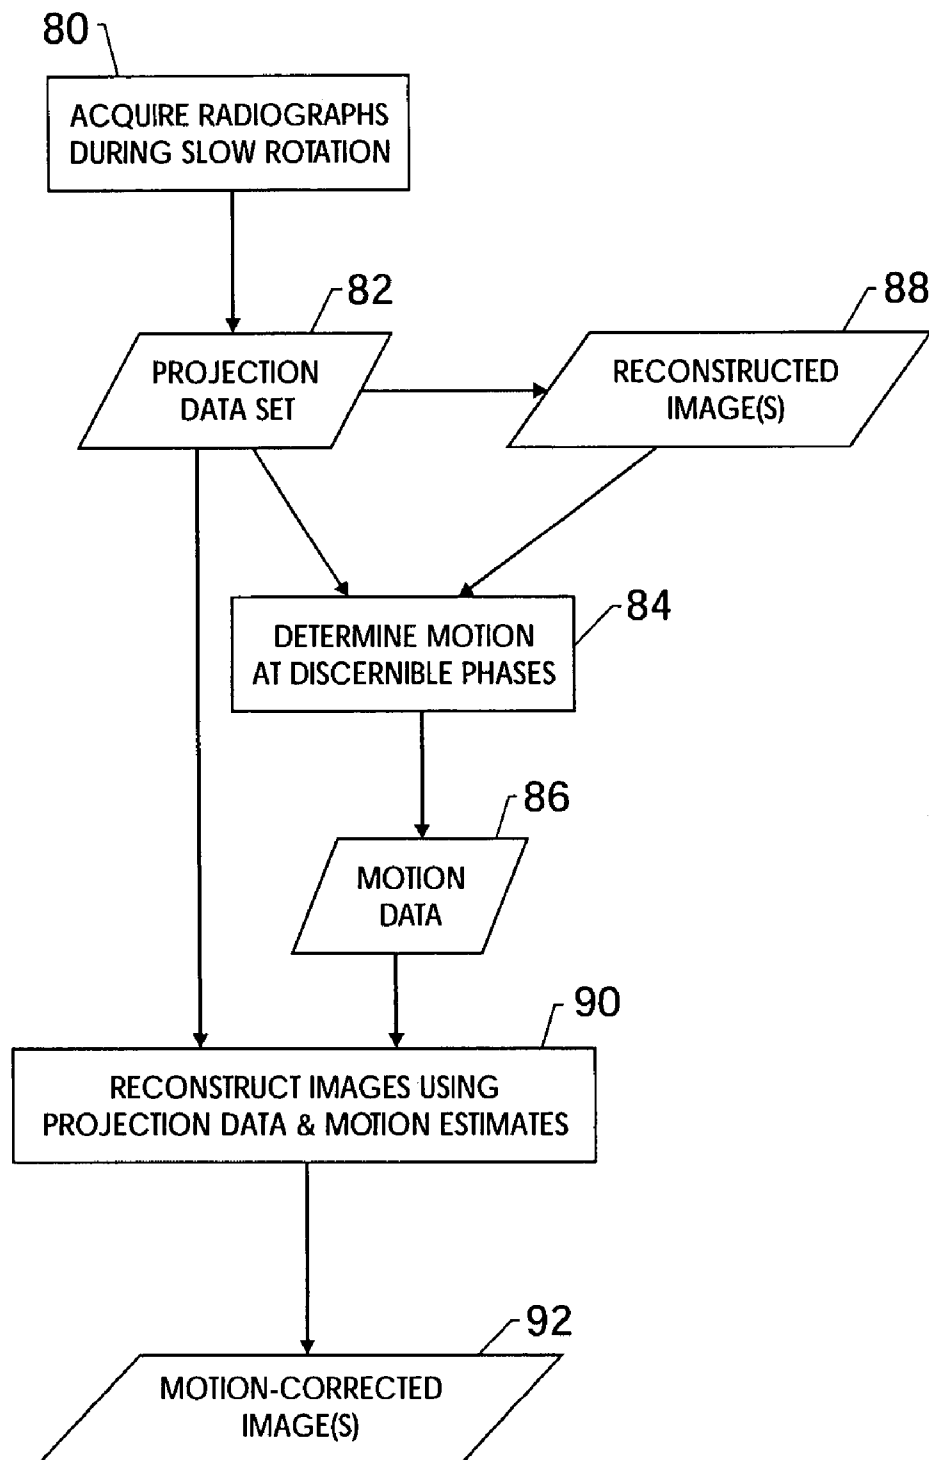 80
ACQUIRE RADIOGRAPHS
DURING SLOW ROTATION
82
PROJECTION
DATA SET
88
RECONSTRUCTED
IMAGE(S)
84
DETERMINE MOTION
AT DISCERNIBLE PHASES
86
MOTION
DATA
90
RECONSTRUCT IMAGES USING
PROJECTION DATA & MOTION ESTIMATES
92
MOTION-CORRECTED
IMAGE(S)